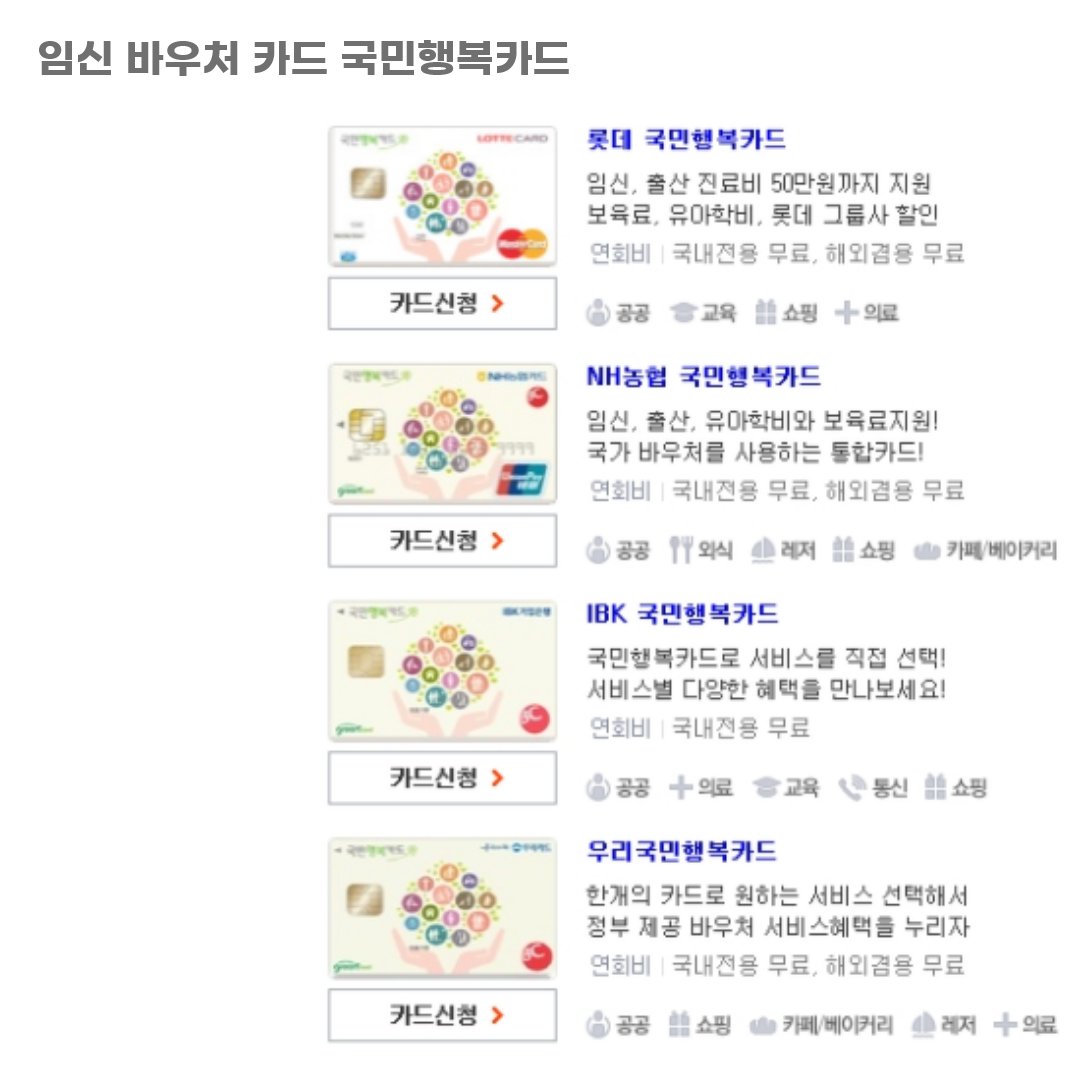 임신 바우처 카드 국민행복카드
국민행복카드 LOTTECARD
MasterCard
롯데 국민행복카드
임신, 출산 진료비 50만원까지 지원
보육료, 유아학비, 롯데 그룹사 할인
연회비 | 국내전용 무료, 해외겸용 무료
카드신청 >
공공 교육 쇼핑 의료
국민행복카드 NH농협카드
NH농협 국민행복카드
임신, 출산, 유아학비와 보육료지원!
국가 바우처를 사용하는 통합카드!
연회비 | 국내전용 무료, 해외겸용 무료
카드신청 >
공공 외식 레저 쇼핑 카페/베이커리
국민행복카드 IBK기업은행
IBK 국민행복카드
국민행복카드로 서비스를 직접 선택!
서비스별 다양한 혜택을 만나보세요!
연회비 | 국내전용 무료
카드신청 >
공공 의료 교육 통신 쇼핑
국민행복카드 우리카드
우리국민행복카드
한개의 카드로 원하는 서비스 선택해서
정부 제공 바우처 서비스혜택을 누리자
연회비 | 국내전용 무료, 해외겸용 무료
카드신청 >
공공 쇼핑 카페/베이커리 레저 의료